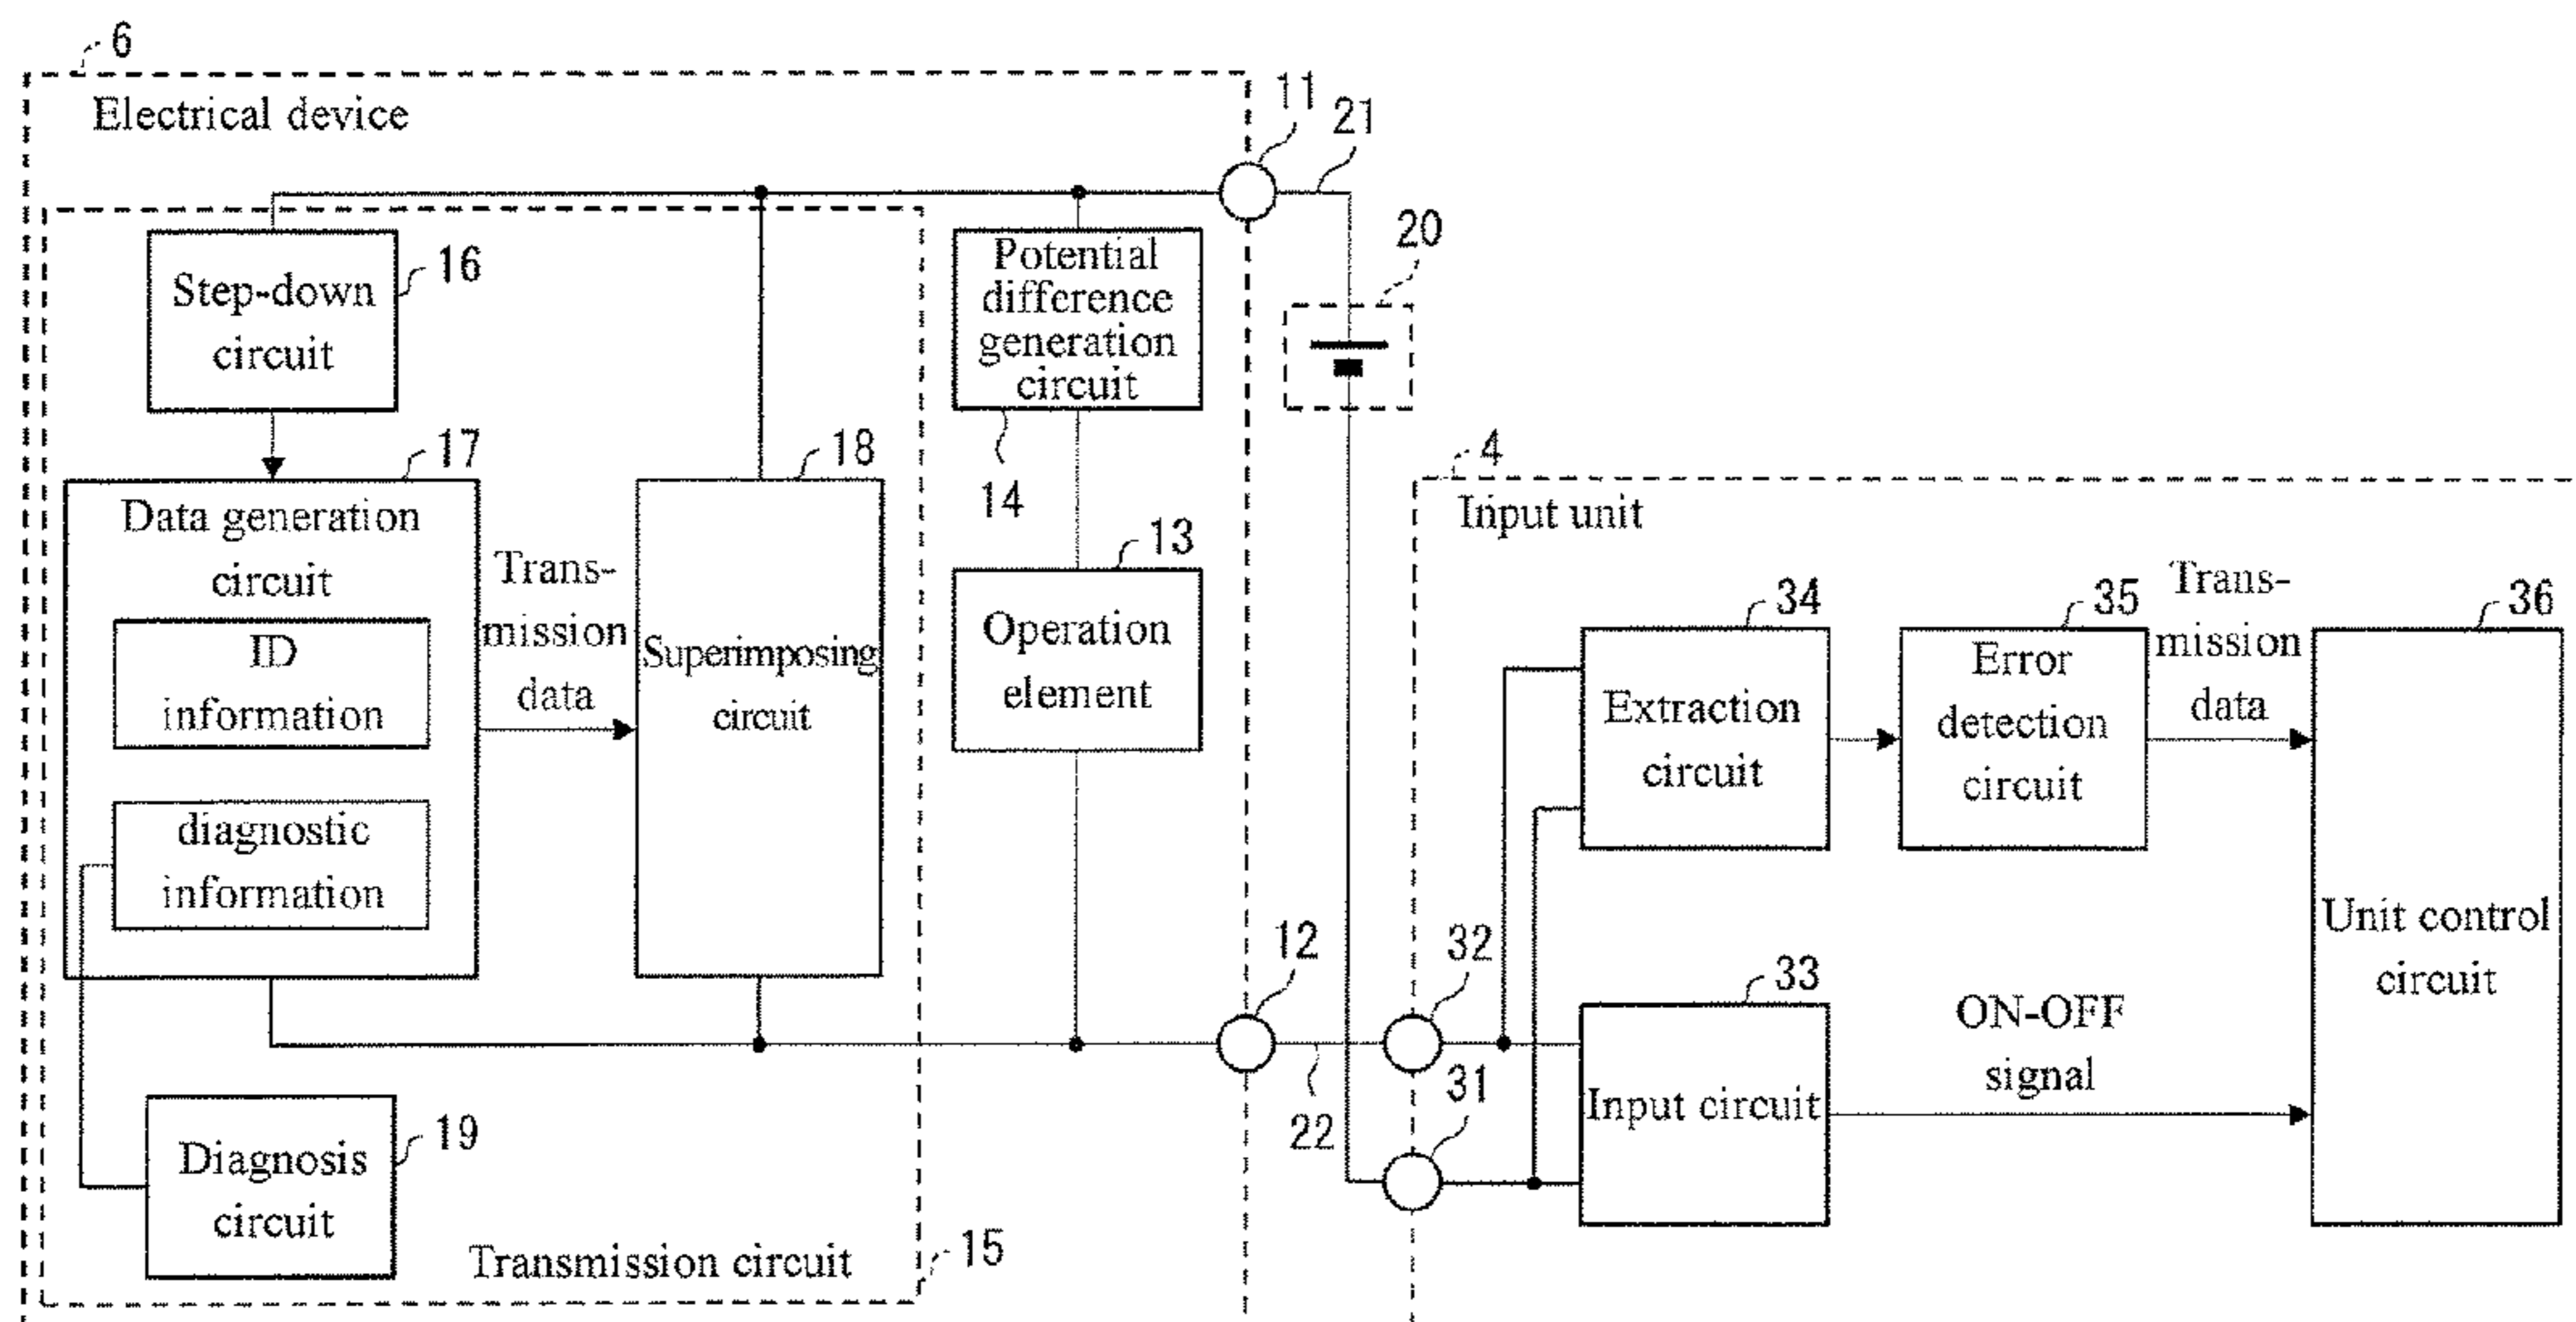 6
Electrical device
11
21
20
Step-down
circuit
16
Potential
difference
generation
circuit
14
17
Data generation
circuit
ID
information
diagnostic
information
Trans-
mission
data
18
Superimposing
circuit
13
Operation
element
12
22
19
Diagnosis
circuit
Transmission circuit
15
4
Input unit
34
Extraction
circuit
35
Error
detection
circuit
Trans-
mission
data
36
Unit control
circuit
32
31
33
Input circuit
ON-OFF
signal